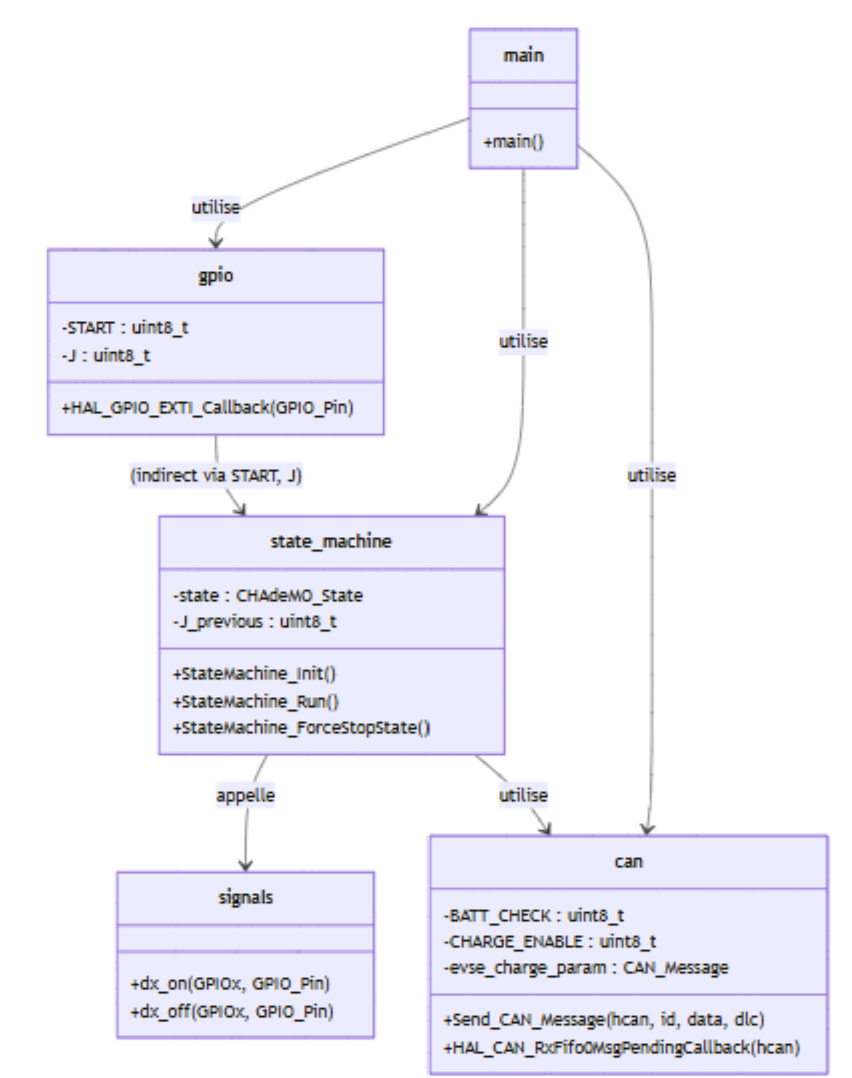 main
+main()
utilise
gpio
-START : uint8_t
-J : uint8_t
+HAL_GPIO_EXTI_Callback(GPIO_Pin)
utilise
(indirect via START, J)
utilise
state_machine
-state : CHAdeMO_State
-J_previous : uint8_t
+StateMachine_Init()
+StateMachine_Run()
+StateMachine_ForceStopState()
appelle
utilise
signals
+dx_on(GPIOx, GPIO_Pin)
+dx_off(GPIOx, GPIO_Pin)
can
-BATT_CHECK : uint8_t
-CHARGE_ENABLE : uint8_t
-evse_charge_param : CAN_Message
+Send_CAN_Message(hcan, id, data, dlc)
+HAL_CAN_RxFifo0MsgPendingCallback(hcan)